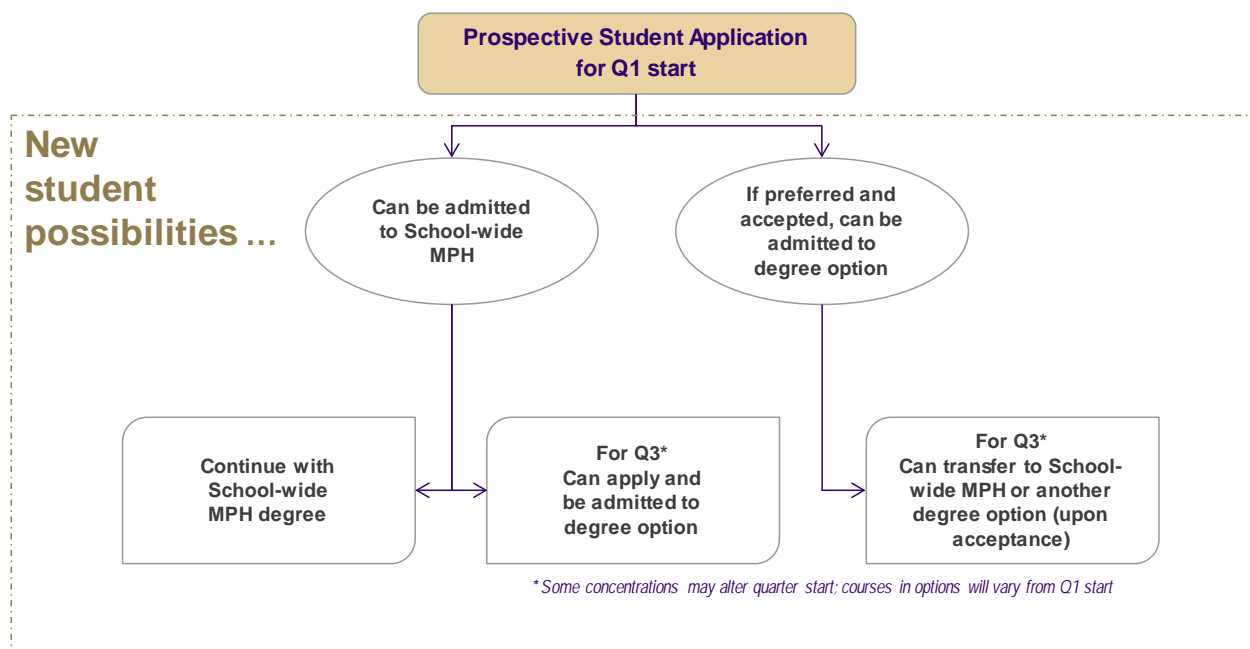 Prospective Student Application
for Q1 start
New
student
possibilities ...
Can be admitted
to School-wide
MPH
If preferred and
accepted, can be
admitted to
degree option
Continue with
School-wide
MPH degree
For Q3*
Can apply and
be admitted to
degree option
For Q3*
Can transfer to School-
wide MPH or another
degree option (upon
acceptance)
* Some concentrations may alter quarter start; courses in options will vary from Q1 start